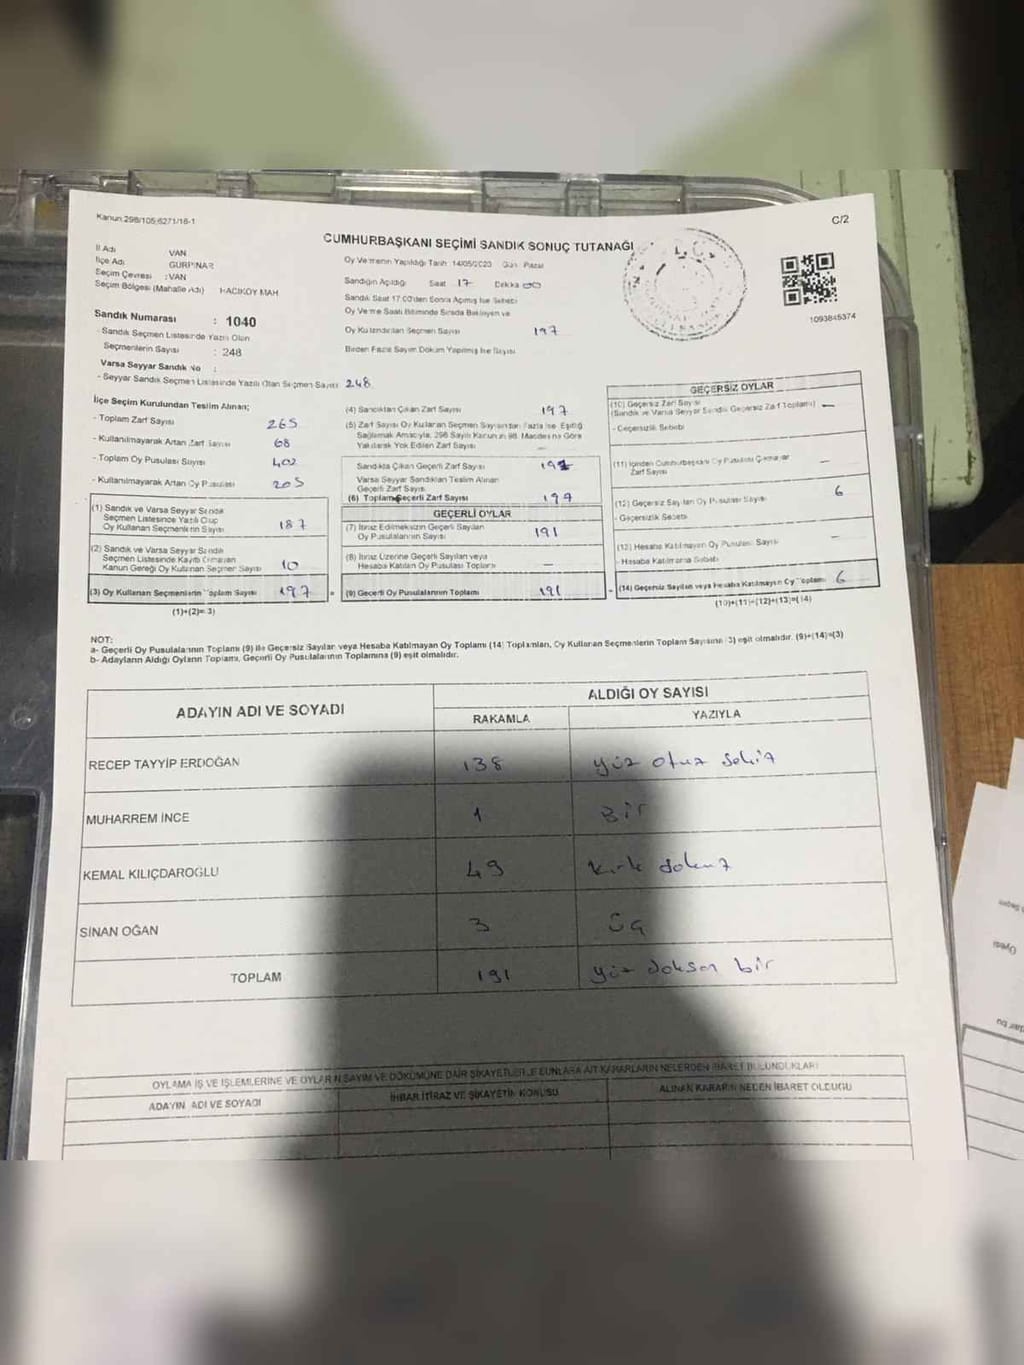 Kanun:298/105;6271/18-1
C/2
CUMHURBAŞKANI SEÇİMİ SANDIK SONUÇ TUTANAĞI
İl Adı VAN
İlçe Adı GÜRPINAR
Seçim Çevresi :VAN
Seçim Bölgesi (Mahalle Adı) HACIKÖY MAH
Sandık Numarası : 1040
- Sandık Seçmen Listesinde Yazılı Olan
Seçmenlerin Sayısı : 248
Varsa Seyyar Sandık No :
- Seyyar Sandık Seçmen Listesinde Yazılı Olan Seçmen Sayısı 248
Oy Vermenin Yapıldığı Tarih 14/05/2023 Gün Pazar
Sandığın Açıldığı Saat 17 Dakika 00
Sandık Saat 17.00'den Sonra Açılmış İse Sebebi
Oy Verme Saati Bitiminde Sırada Bekleyen ve
Oy Kullandırılan Seçmen Sayısı 197
Birden Fazla Sayım Döküm Yapılmış İse Sayısı
T.C.
1093845374
İlçe Seçim Kurulundan Teslim Alınan;
- Toplam Zarf Sayısı 265
- Kullanılmayarak Artan Zarf Sayısı 68
- Toplam Oy Pusulası Sayısı 402
- Kullanılmayarak Artan Oy Pusulası 205
(1) Sandık ve Varsa Seyyar Sandık
Seçmen Listesinde Yazılı Olup
Oy Kullanan Seçmenlerin Sayısı 187
(2) Sandık ve Varsa Seyyar Sandık
Seçmen Listesinde Kaydı Olmayan
Kanun Gereği Oy Kullanan Seçmen Sayısı 10
(3) Oy Kullanan Seçmenlerin Toplam Sayısı 197
(1)+(2)=3)
(4) Sandıktan Çıkan Zarf Sayısı 197
(5) Zarf Sayısı Oy Kullanan Seçmen Sayısından Fazla İse Eşitliği
Sağlamak Amacıyla, 298 Sayılı Kanunun 98. Maddesine Göre
Yakılarak Yok Edilen Zarf Sayısı —
Sandıkta Çıkan Geçerli Zarf Sayısı 197
Varsa Seyyar Sandıktan Teslim Alınan
Geçerli Zarf Sayısı
(6) Toplam Geçerli Zarf Sayısı 197
GEÇERLİ OYLAR
(7) İtiraz Edilmeksizin Geçerli Sayılan
Oy Pusulalarının Sayısı 191
(8) İtiraz Üzerine Geçerli Sayılan veya
Hesaba Katılan Oy Pusulası Toplamı —
(9) Geçerli Oy Pusulalarının Toplamı 191
GEÇERSİZ OYLAR
(10) Geçersiz Zarf Sayısı
(Sandık ve Varsa Seyyar Sandık Geçersiz Zarf Toplamı) —
- Geçersizlik Sebebi
(11) İçinden Cumhurbaşkanı Oy Pusulası Çıkmayan
Zarf Sayısı —
(12) Geçersiz Sayılan Oy Pusulası Sayısı 6
- Geçersizlik Sebebi
(13) Hesaba Katılmayan Oy Pusulası Sayısı —
- Hesaba Katılmama Sebebi
(14) Geçersiz Sayılan veya Hesaba Katılmayan Oy Toplamı 6
(10)+(11)+(12)+(13)=(14)
NOT:
a- Geçerli Oy Pusulalarının Toplamı (9) ile Geçersiz Sayılan veya Hesaba Katılmayan Oy Toplamı (14) Toplamları, Oy Kullanan Seçmenlerin Toplam Sayısına (3) eşit olmalıdır. (9)+(14)=(3)
b- Adayların Aldığı Oyların Toplamı, Geçerli Oy Pusulalarının Toplamına (9) eşit olmalıdır.
ADAYIN ADI VE SOYADI
ALDIĞI OY SAYISI
RAKAMLA YAZIYLA
RECEP TAYYİP ERDOĞAN 138 yüz otuz sekiz
MUHARREM İNCE 1 Bir
KEMAL KILIÇDAROĞLU 49 kırk dokuz
SİNAN OĞAN 3 üç
TOPLAM 191 yüz doksan bir
OYLAMA İŞ VE İŞLEMLERİNE VE OYLARIN SAYIM VE DÖKÜMÜNE DAİR ŞİKAYETLER İLE BUNLARA AİT KARARLARIN NELERDEN İBARET BULUNDUKLARI
ADAYIN ADI VE SOYADI
İHBAR İTİRAZ VE ŞİKAYETİN KONUSU
ALINAN KARARIN NEDEN İBARET OLDUĞU